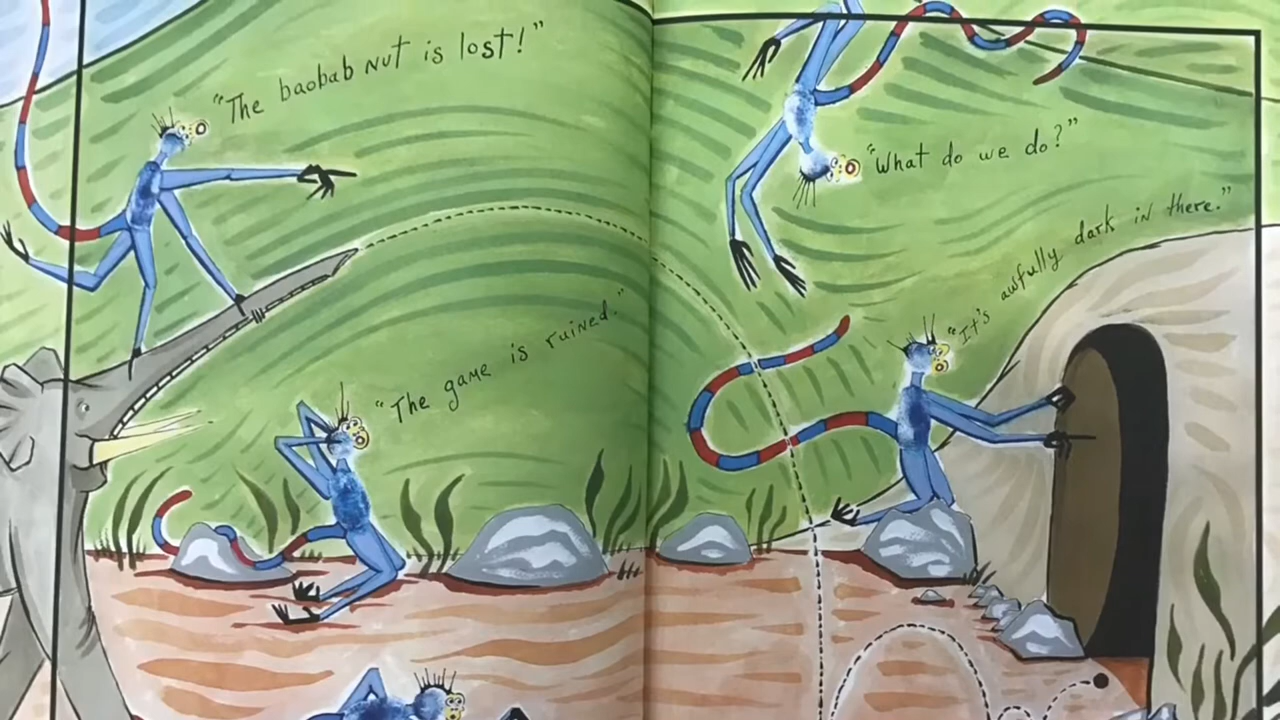 "The baobab nut is lost!"
"The game is ruined."
"What do we do?"
"It's awfully dark in there."